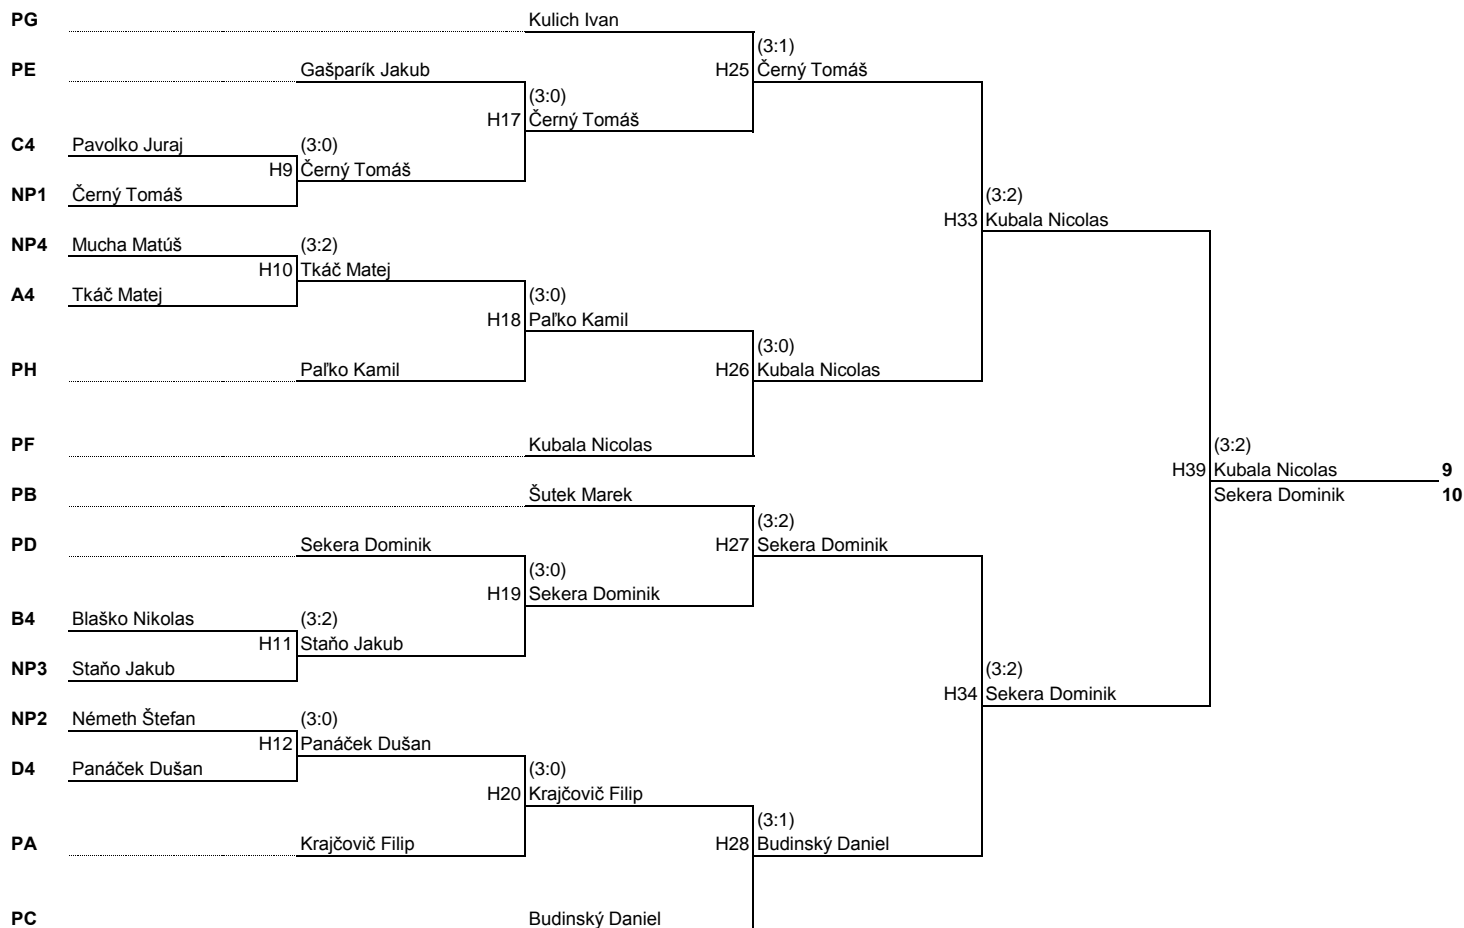 PG Kulich Ivan
(3:1)
PE Gašparík Jakub H25 Černý Tomáš
(3:0)
H17 Černý Tomáš
C4 Pavolko Juraj (3:0)
H9 Černý Tomáš
NP1 Černý Tomáš (3:2)
H33 Kubala Nicolas
NP4 Mucha Matúš (3:2)
H10 Tkáč Matej
A4 Tkáč Matej (3:0)
H18 Paľko Kamil
(3:0)
PH Paľko Kamil H26 Kubala Nicolas
PF Kubala Nicolas (3:2)
H39 Kubala Nicolas 9
PB Šutek Marek Sekera Dominik 10
(3:2)
PD Sekera Dominik H27 Sekera Dominik
(3:0)
H19 Sekera Dominik
B4 Blaško Nikolas (3:2)
H11 Staňo Jakub
NP3 Staňo Jakub (3:2)
H34 Sekera Dominik
NP2 Németh Štefan (3:0)
H12 Panáček Dušan
D4 Panáček Dušan (3:0)
H20 Krajčovič Filip
(3:1)
PA Krajčovič Filip H28 Budinský Daniel
PC Budinský Daniel